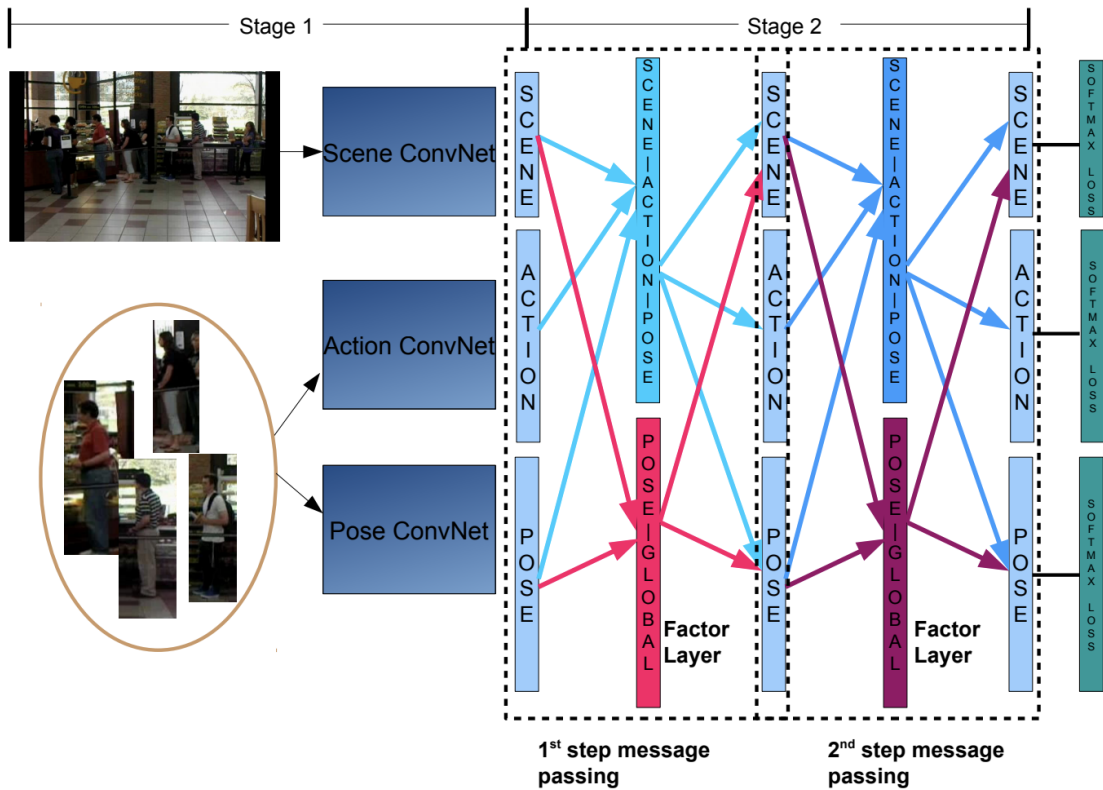 Stage 1
Stage 2
Scene ConvNet
Action ConvNet
Pose ConvNet
SCENE
ACTION
POSE
SCENE|ACTION|POSE
POSE|GLOBAL
Factor
Layer
SCENE
ACTION
POSE
SCENE|ACTION|POSE
POSE|GLOBAL
Factor
Layer
SCENE
ACTION
POSE
SOFTMAX LOSS
SOFTMAX LOSS
SOFTMAX LOSS
1st step message
passing
2nd step message
passing